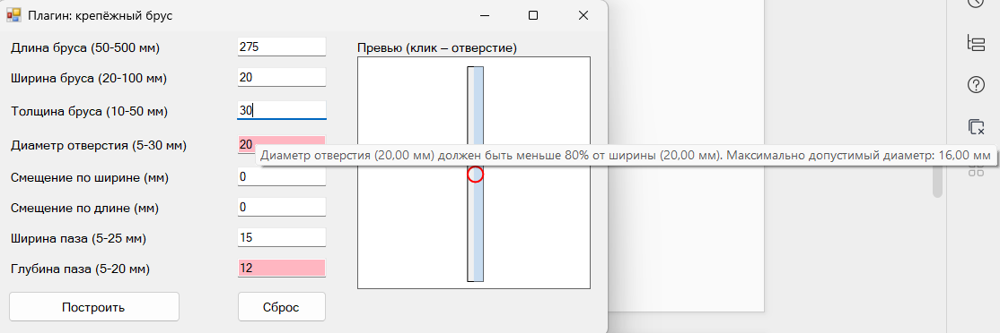 Плагин: крепёжный брус
Длина бруса (50-500 мм) 275
Превью (клик – отверстие)
Ширина бруса (20-100 мм) 20
Толщина бруса (10-50 мм) 30
Диаметр отверстия (5-30 мм) 20
Диаметр отверстия (20,00 мм) должен быть меньше 80% от ширины (20,00 мм). Максимально допустимый диаметр: 16,00 мм
Смещение по ширине (мм) 0
Смещение по длине (мм) 0
Ширина паза (5-25 мм) 15
Глубина паза (5-20 мм) 12
Построить Сброс